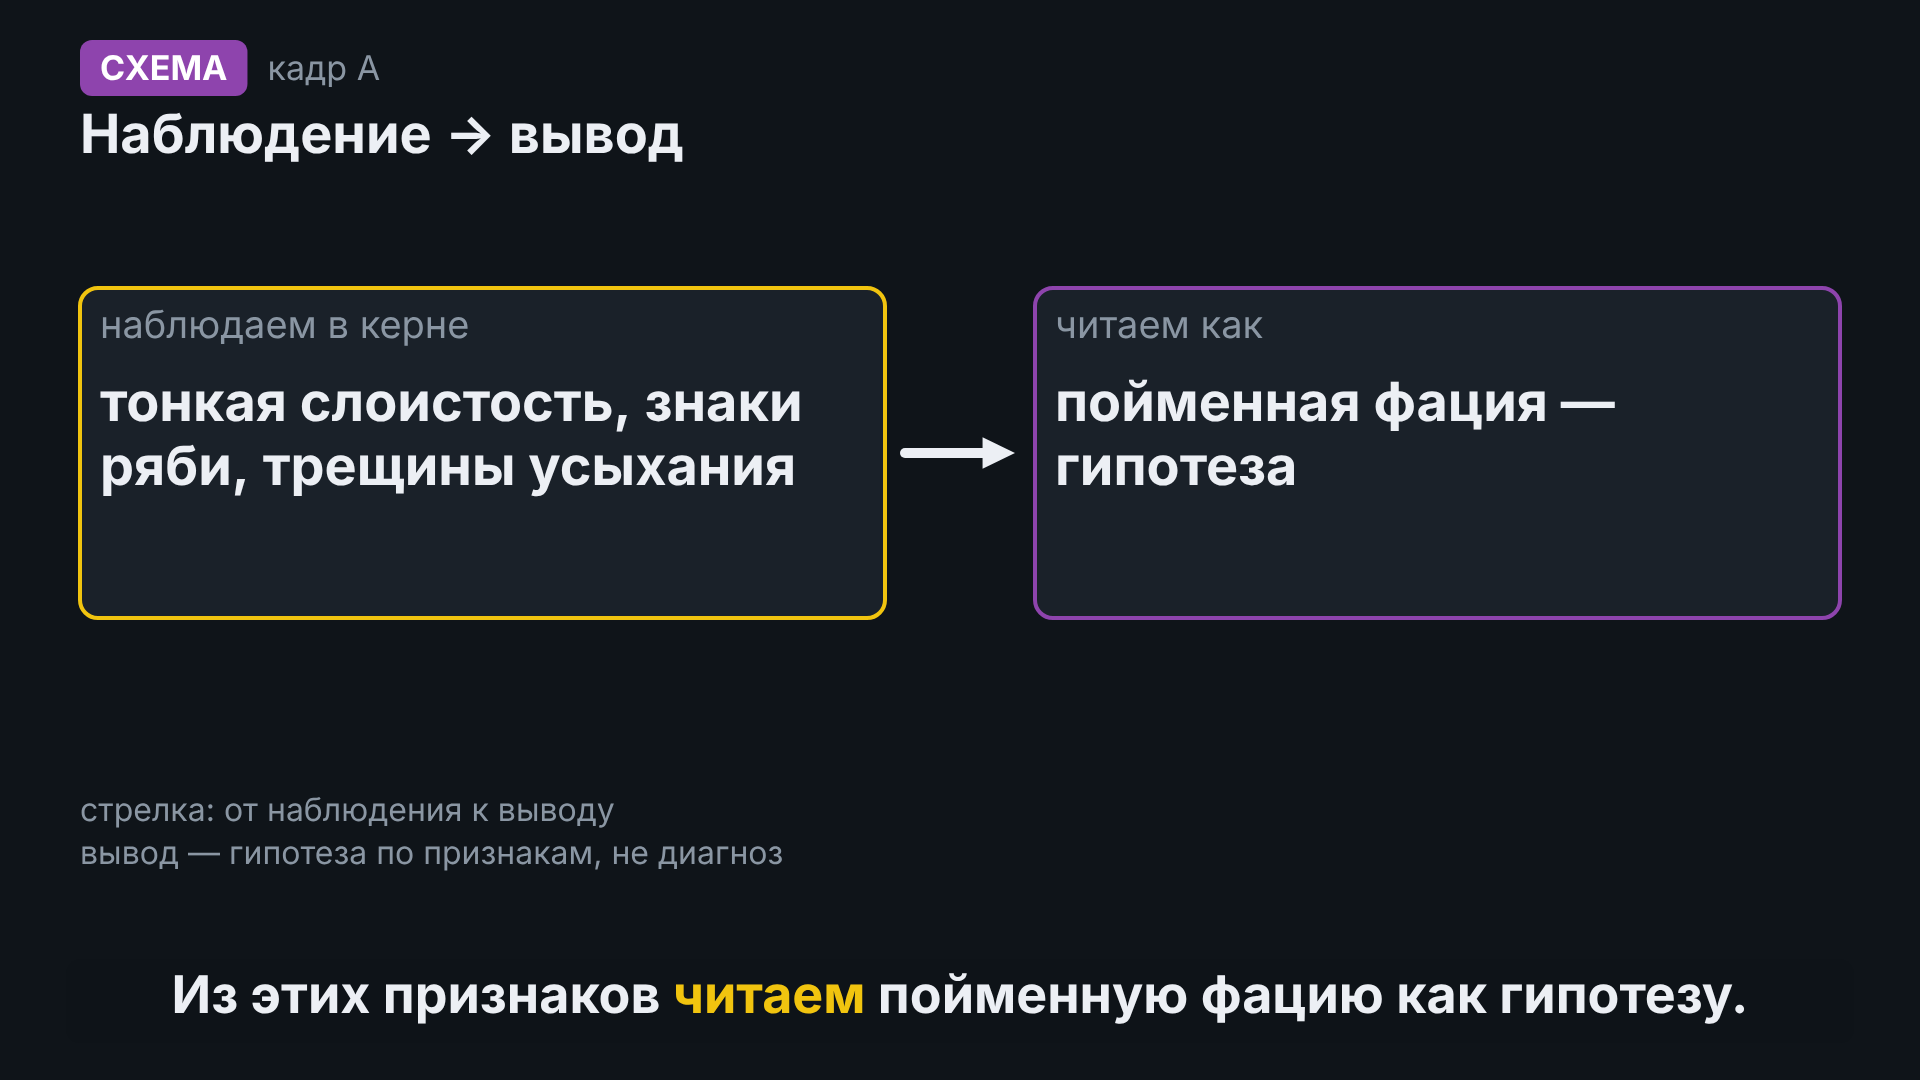 СХЕМА кадр А
Наблюдение → вывод
наблюдаем в керне
тонкая слоистость, знаки
ряби, трещины усыхания
читаем как
пойменная фация —
гипотеза
стрелка: от наблюдения к выводу
вывод — гипотеза по признакам, не диагноз
Из этих признаков читаем пойменную фацию как гипотезу.